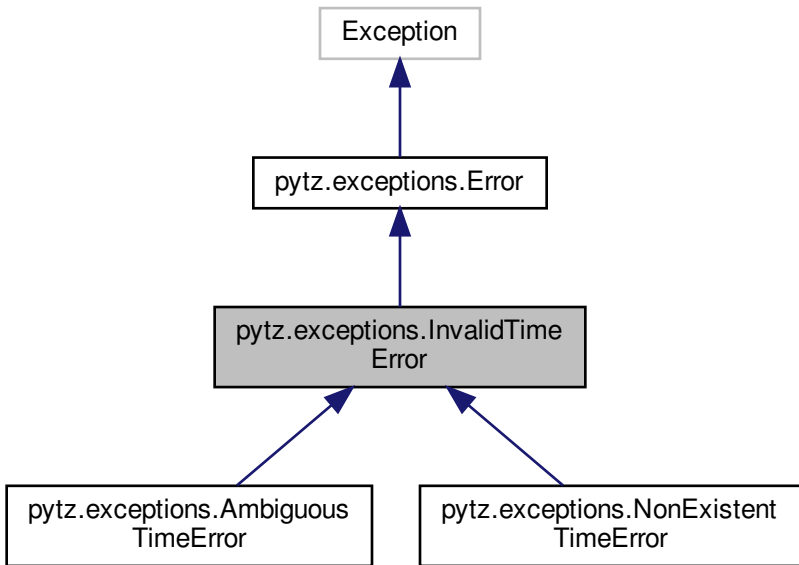 Exception
pytz.exceptions.Error
pytz.exceptions.InvalidTime
Error
pytz.exceptions.Ambiguous
TimeError
pytz.exceptions.NonExistent
TimeError